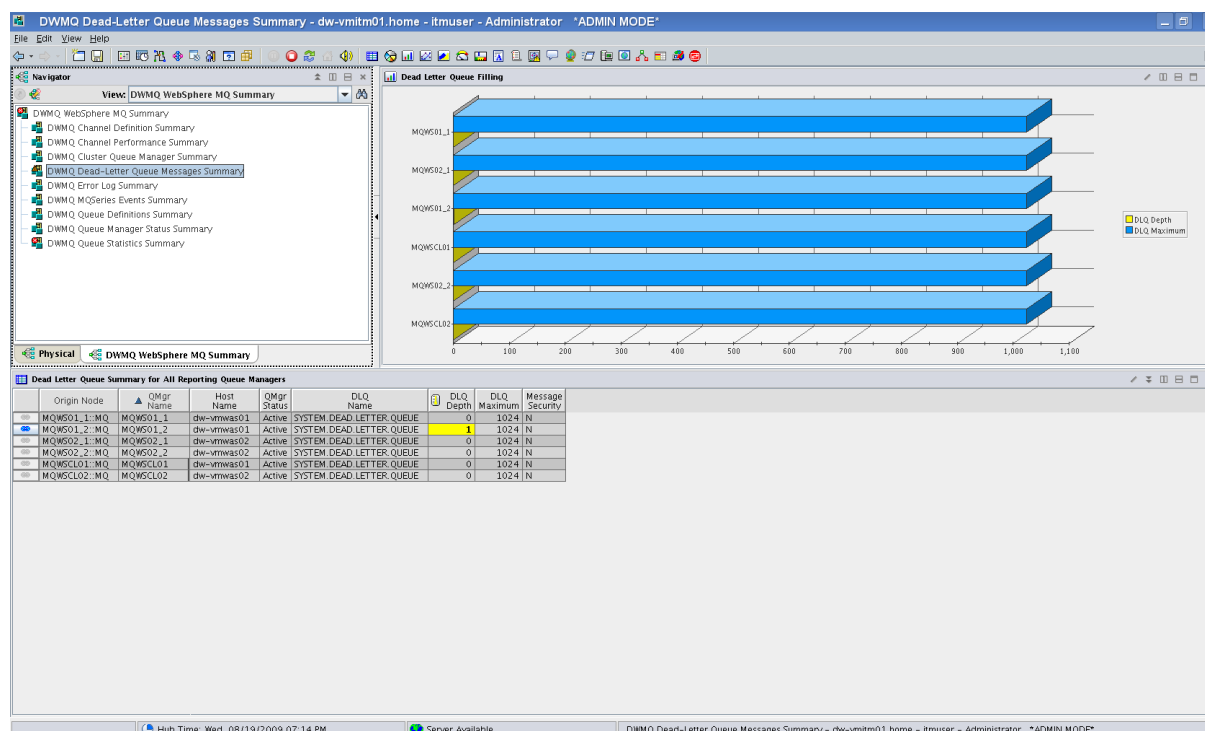 DWMQ Dead-Letter Queue Messages Summary - dw-vmitm01.home - itmuser - Administrator *ADMIN MODE*
File Edit View Help
Navigator
View: DWMQ WebSphere MQ Summary
DWMQ WebSphere MQ Summary
DWMQ Channel Definition Summary
DWMQ Channel Performance Summary
DWMQ Cluster Queue Manager Summary
DWMQ Dead-Letter Queue Messages Summary
DWMQ Error Log Summary
DWMQ MQSeries Events Summary
DWMQ Queue Definitions Summary
DWMQ Queue Manager Status Summary
DWMQ Queue Statistics Summary
Physical DWMQ WebSphere MQ Summary
Dead Letter Queue Filling
MQWS01_1
MQWS02_1
MQWS01_2
MQWSCL01
MQWS02_2
MQWSCL02
0 100 200 300 400 500 600 700 800 900 1,000 1,100
DLQ Depth
DLQ Maximum
Dead Letter Queue Summary for All Reporting Queue Managers
Origin Node QMgr Name Host Name QMgr Status DLQ Name DLQ Depth DLQ Maximum Message Security
MQWS01_1::MQ MQWS01_1 dw-vmwas01 Active SYSTEM.DEAD.LETTER.QUEUE 0 1024 N
MQWS01_2::MQ MQWS01_2 dw-vmwas01 Active SYSTEM.DEAD.LETTER.QUEUE 1 1024 N
MQWS02_1::MQ MQWS02_1 dw-vmwas02 Active SYSTEM.DEAD.LETTER.QUEUE 0 1024 N
MQWS02_2::MQ MQWS02_2 dw-vmwas02 Active SYSTEM.DEAD.LETTER.QUEUE 0 1024 N
MQWSCL01::MQ MQWSCL01 dw-vmwas01 Active SYSTEM.DEAD.LETTER.QUEUE 0 1024 N
MQWSCL02::MQ MQWSCL02 dw-vmwas02 Active SYSTEM.DEAD.LETTER.QUEUE 0 1024 N
Hub Time: Wed, 08/19/2009 07:14 PM Server Available DWMQ Dead-Letter Queue Messages Summary - dw-vmitm01.home - itmuser - Administrator *ADMIN MODE*